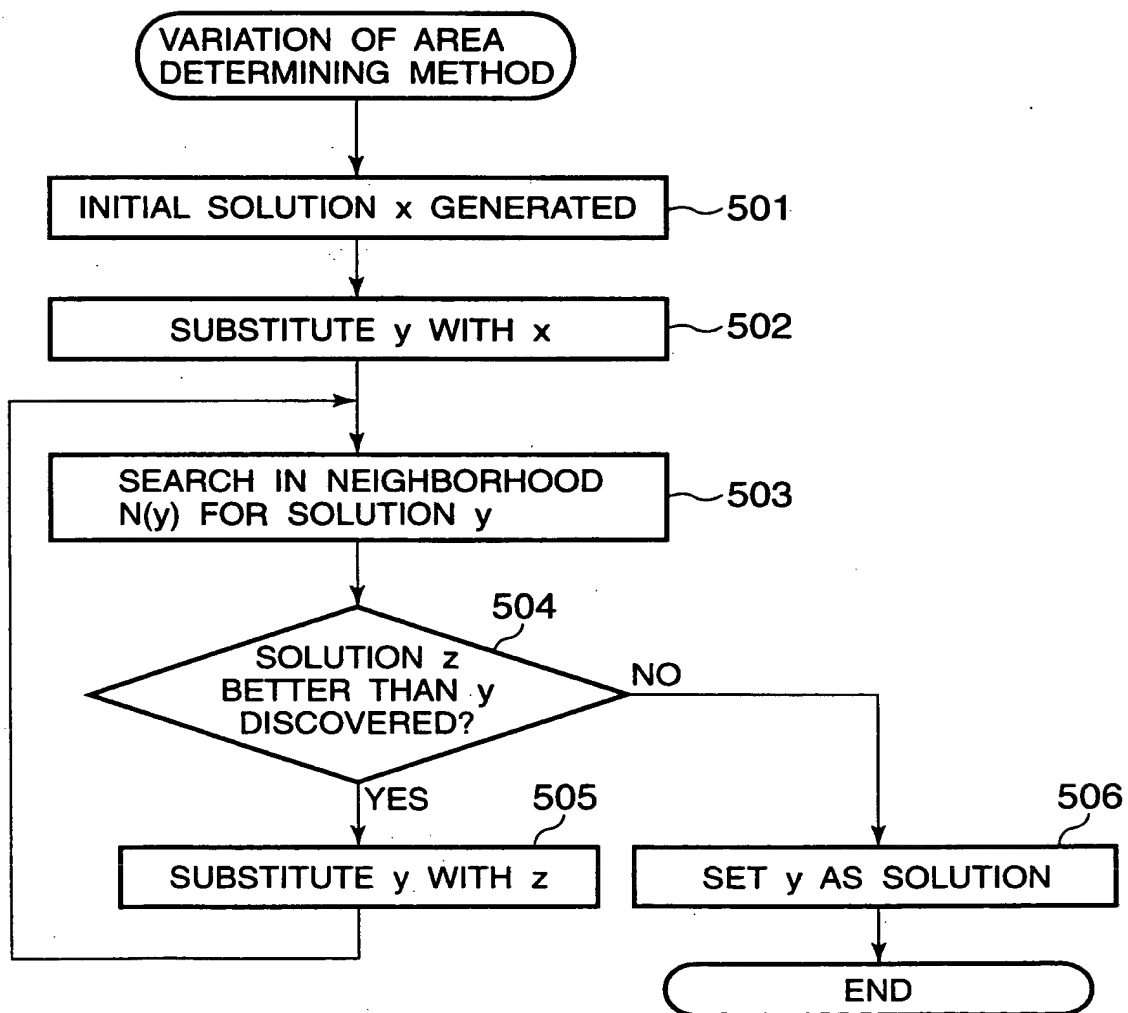 VARIATION OF AREA
DETERMINING METHOD
INITIAL SOLUTION x GENERATED
501
SUBSTITUTE y WITH x
502
SEARCH IN NEIGHBORHOOD
N(y) FOR SOLUTION y
503
504
SOLUTION z
BETTER THAN y
DISCOVERED?
NO
YES
505
SUBSTITUTE y WITH z
506
SET y AS SOLUTION
END